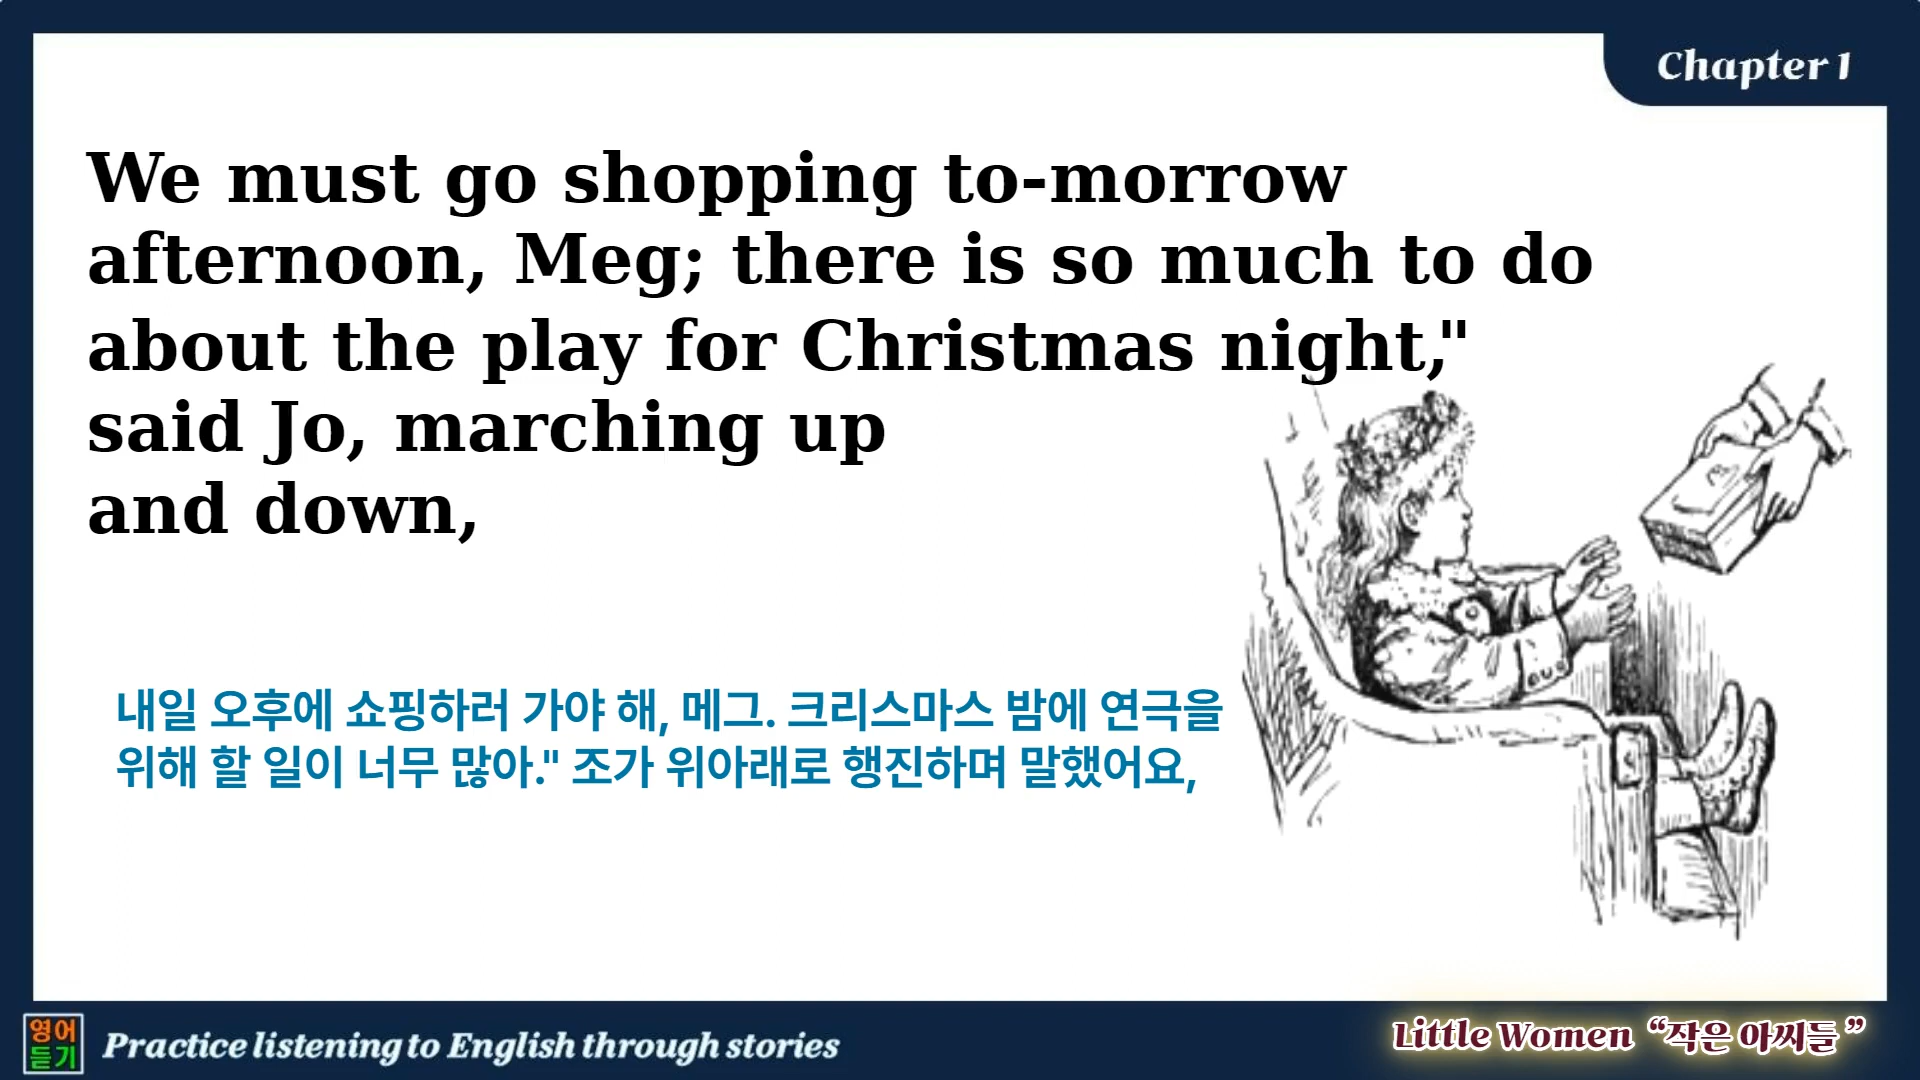 Chapter 1
We must go shopping to-morrow
afternoon, Meg; there is so much to do
about the play for Christmas night,"
said Jo, marching up
and down,
내일 오후에 쇼핑하러 가야 해, 메그. 크리스마스 밤에 연극을
위해 할 일이 너무 많아." 조가 위아래로 행진하며 말했어요,
영어
듣기
Practice listening to English through stories
Little Women “작은 아씨들”